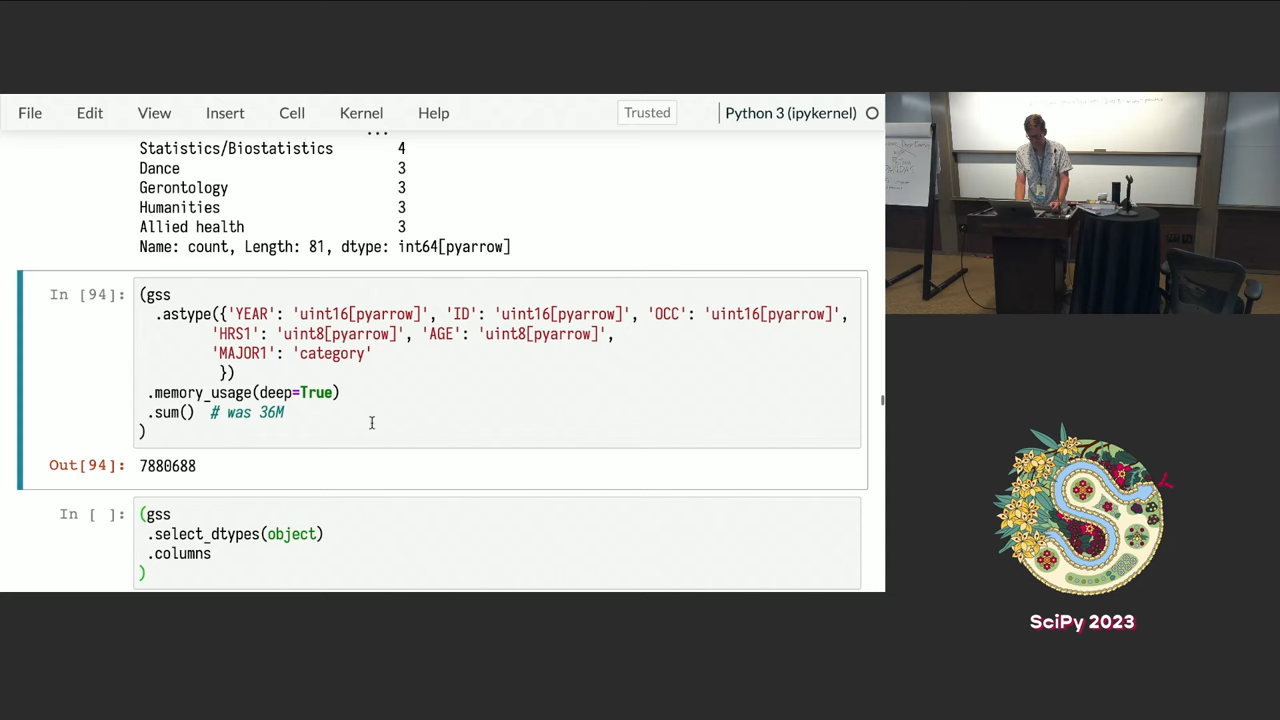 File Edit View Insert Cell Kernel Help Trusted Python 3 (ipykernel)
...
Statistics/Biostatistics 4
Dance 3
Gerontology 3
Humanities 3
Allied health 3
Name: count, Length: 81, dtype: int64[pyarrow]
In [94]: (gss
.astype({'YEAR': 'uint16[pyarrow]', 'ID': 'uint16[pyarrow]', 'OCC': 'uint16[pyarrow]',
'HRS1': 'uint8[pyarrow]', 'AGE': 'uint8[pyarrow]',
'MAJOR1': 'category'
})
.memory_usage(deep=True)
.sum() # was 36M
)
Out[94]: 7880688
In [ ]: (gss
.select_dtypes(object)
.columns
)
SciPy 2023